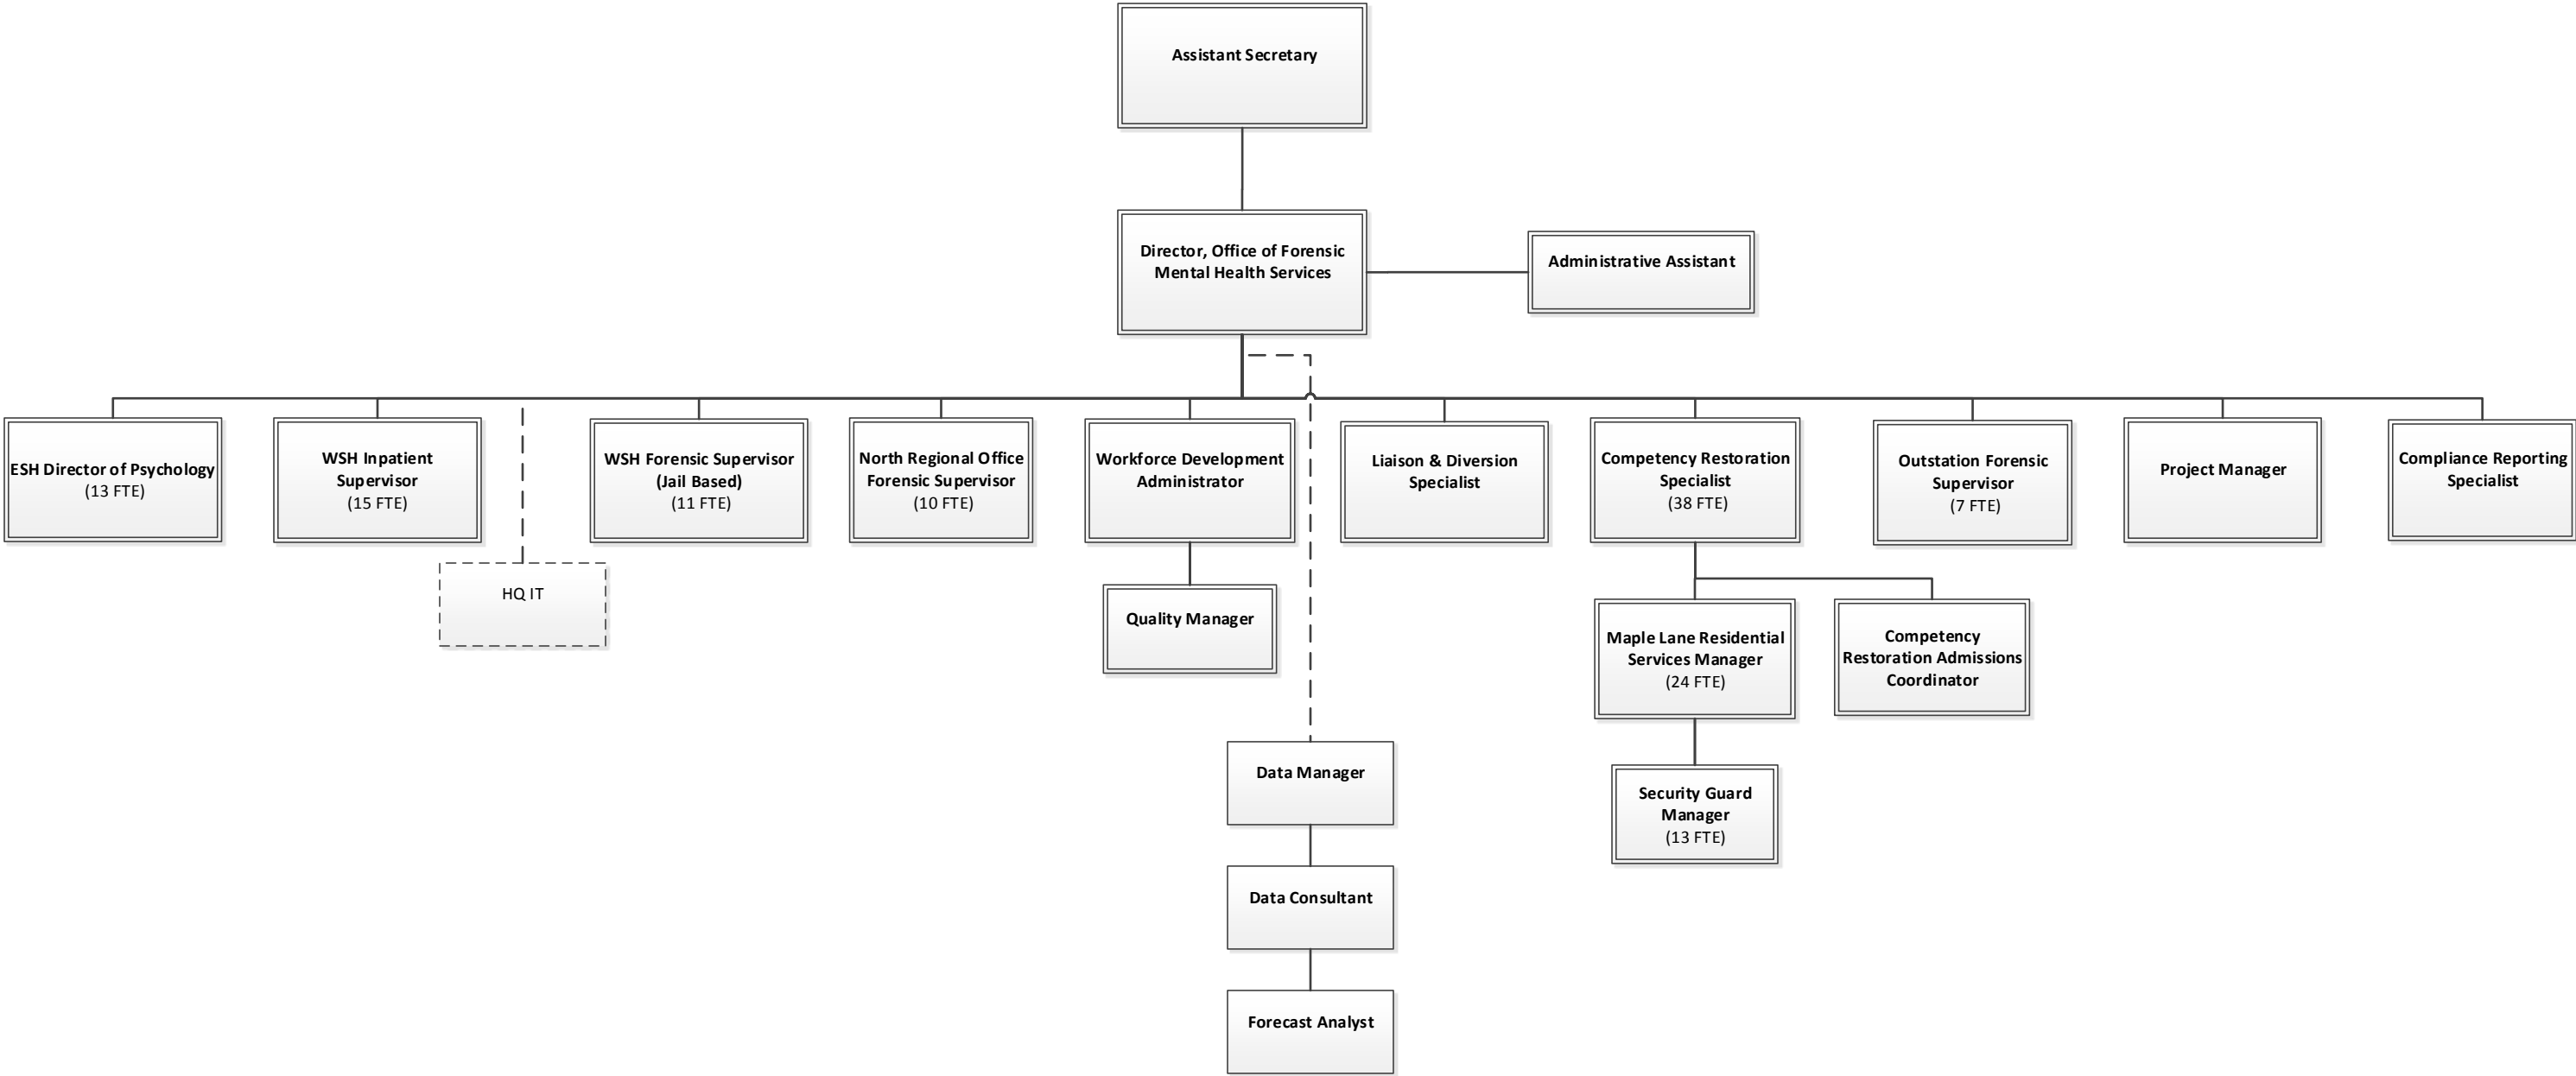 Assistant Secretary
Director, Office of Forensic
Mental Health Services
Administrative Assistant
ESH Director of Psychology
(13 FTE)
WSH Inpatient
Supervisor
(15 FTE)
WSH Forensic Supervisor
(Jail Based)
(11 FTE)
North Regional Office
Forensic Supervisor
(10 FTE)
Workforce Development
Administrator
Liaison & Diversion
Specialist
Competency Restoration
Specialist
(38 FTE)
Outstation Forensic
Supervisor
(7 FTE)
Project Manager
Compliance Reporting
Specialist
HQ IT
Quality Manager
Maple Lane Residential
Services Manager
(24 FTE)
Competency
Restoration Admissions
Coordinator
Data Manager
Security Guard
Manager
(13 FTE)
Data Consultant
Forecast Analyst